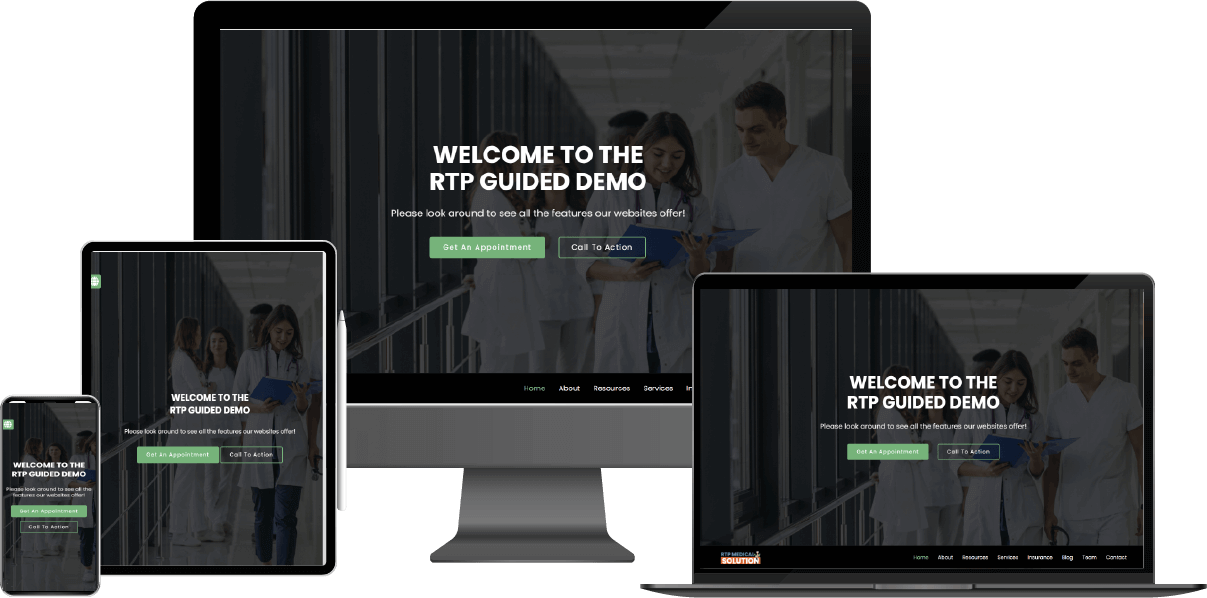 WELCOME TO THE
RTP GUIDED DEMO
Please look around to see all the features our websites offer!
Get An Appointment
Call To Action
Home About Resources Services In
WELCOME TO THE
RTP GUIDED DEMO
Please look around to see all the features our websites offer!
Get An Appointment
Call To Action
WELCOME TO THE
RTP GUIDED DEMO
Please look around to see all the
features our websites offer!
Get An Appointment
Call To Action
WELCOME TO THE
RTP GUIDED DEMO
Please look around to see all the features our websites offer!
Get An Appointment
Call To Action
RTP MEDICAL
SOLUTION
Home About Resources Services Insurance Blog Team Contact